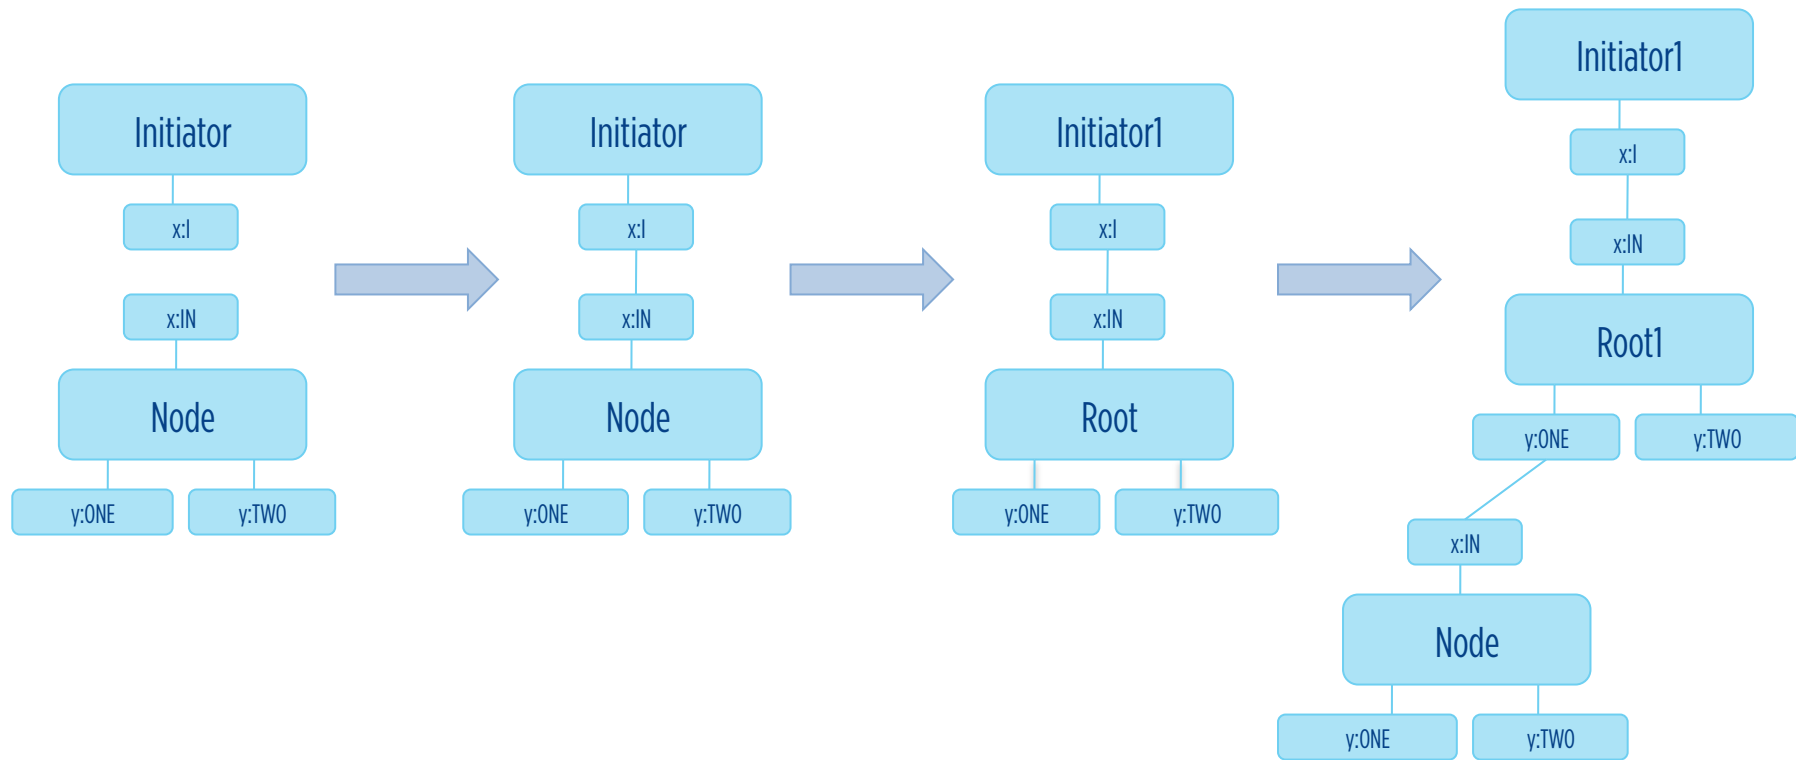 Initiator
x:I
x:IN
Node
y:ONE
y:TWO
Initiator
x:I
x:IN
Node
y:ONE
y:TWO
Initiator1
x:I
x:IN
Root
y:ONE
y:TWO
Initiator1
x:I
x:IN
Root1
y:ONE
y:TWO
x:IN
Node
y:ONE
y:TWO